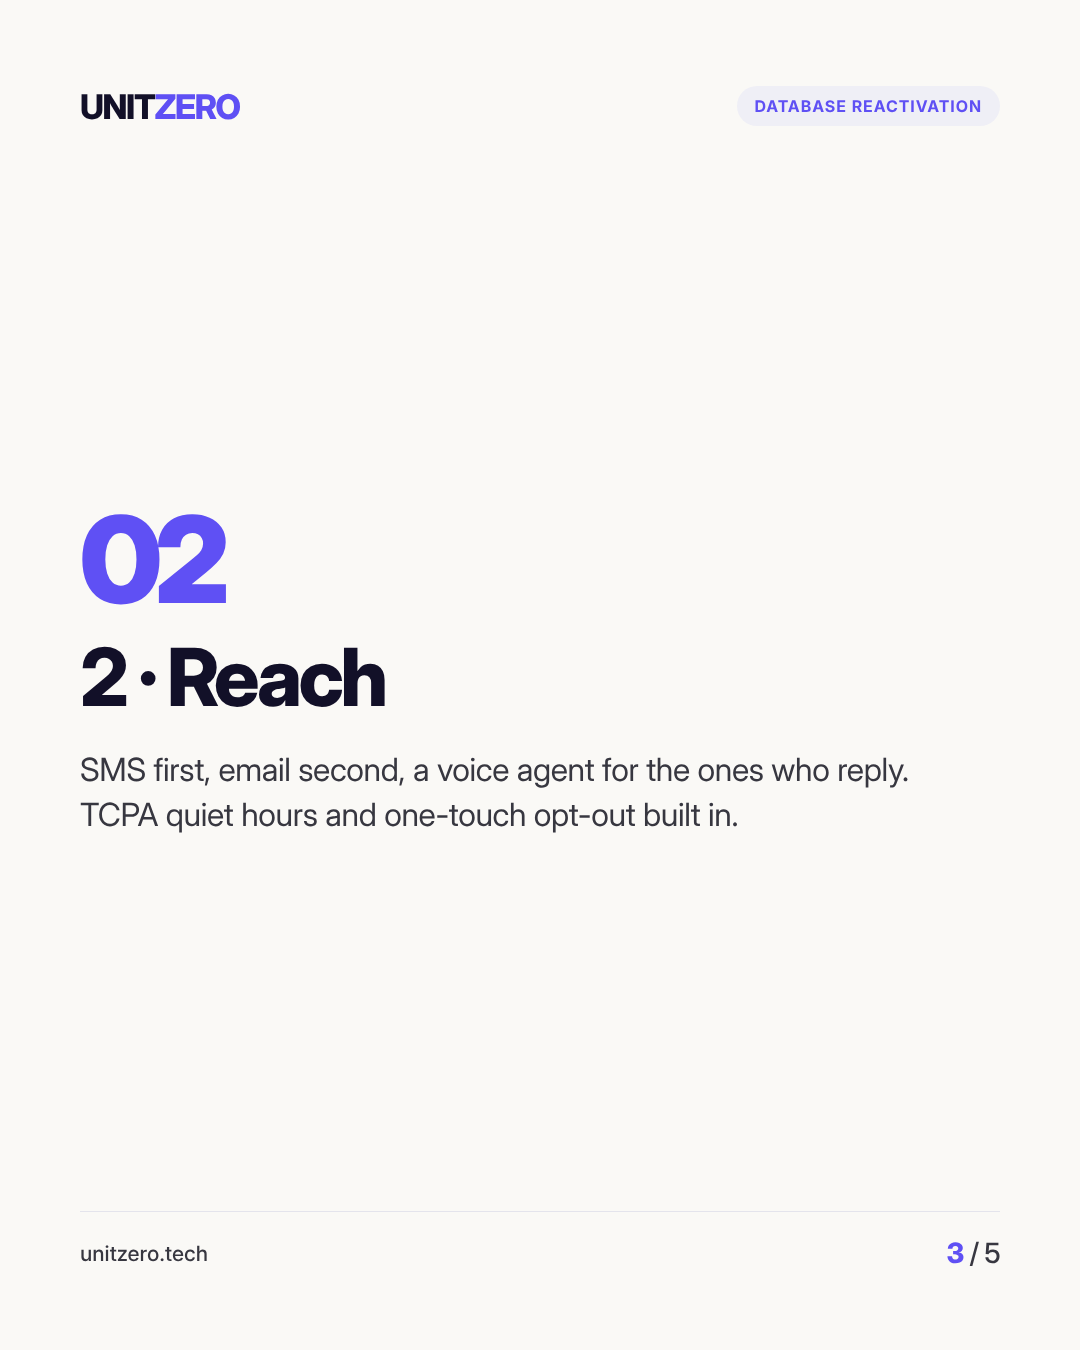 UNITZERO
DATABASE REACTIVATION
02
2 · Reach
SMS first, email second, a voice agent for the ones who reply.
TCPA quiet hours and one-touch opt-out built in.
unitzero.tech
3 / 5